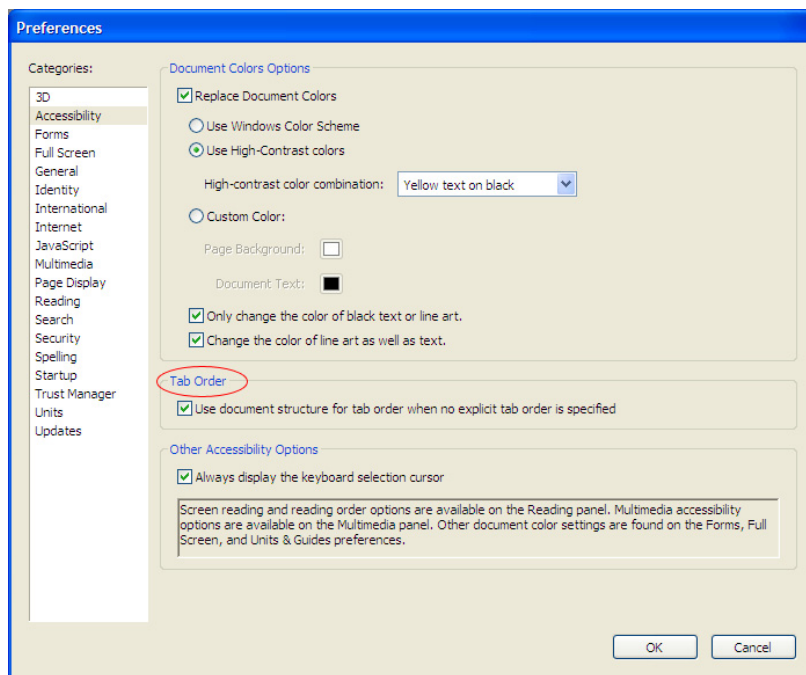 Preferences
Categories:
3D
Accessibility
Forms
Full Screen
General
Identity
International
Internet
JavaScript
Multimedia
Page Display
Reading
Search
Security
Spelling
Startup
Trust Manager
Units
Updates
Document Colors Options
Replace Document Colors
Use Windows Color Scheme
Use High-Contrast colors
High-contrast color combination: Yellow text on black
Custom Color:
Page Background:
Document Text:
Only change the color of black text or line art.
Change the color of line art as well as text.
Tab Order
Use document structure for tab order when no explicit tab order is specified
Other Accessibility Options
Always display the keyboard selection cursor
Screen reading and reading order options are available on the Reading panel. Multimedia accessibility
options are available on the Multimedia panel. Other document color settings are found on the Forms, Full
Screen, and Units & Guides preferences.
OK Cancel